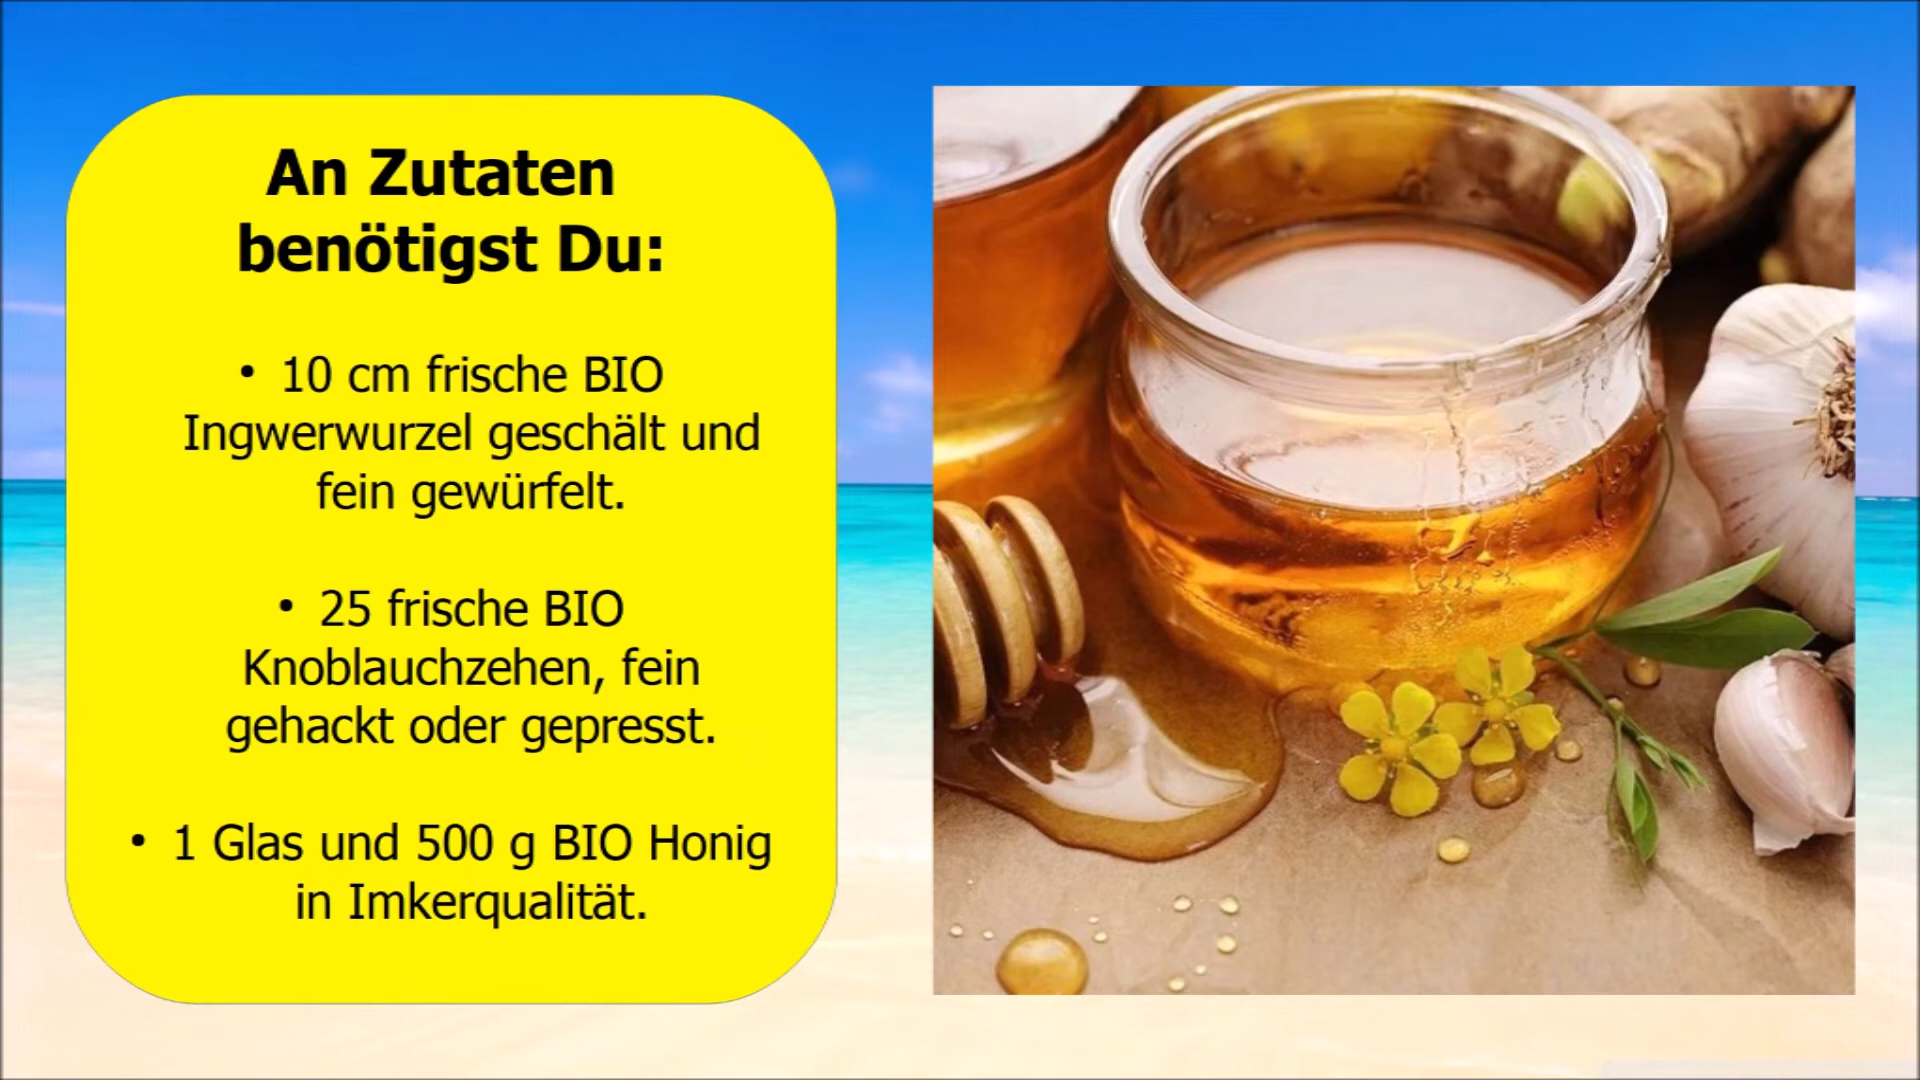 An Zutaten
benötigst Du:
• 10 cm frische BIO
Ingwerwurzel geschält und
fein gewürfelt.
• 25 frische BIO
Knoblauchzehen, fein
gehackt oder gepresst.
• 1 Glas und 500 g BIO Honig
in Imkerqualität.